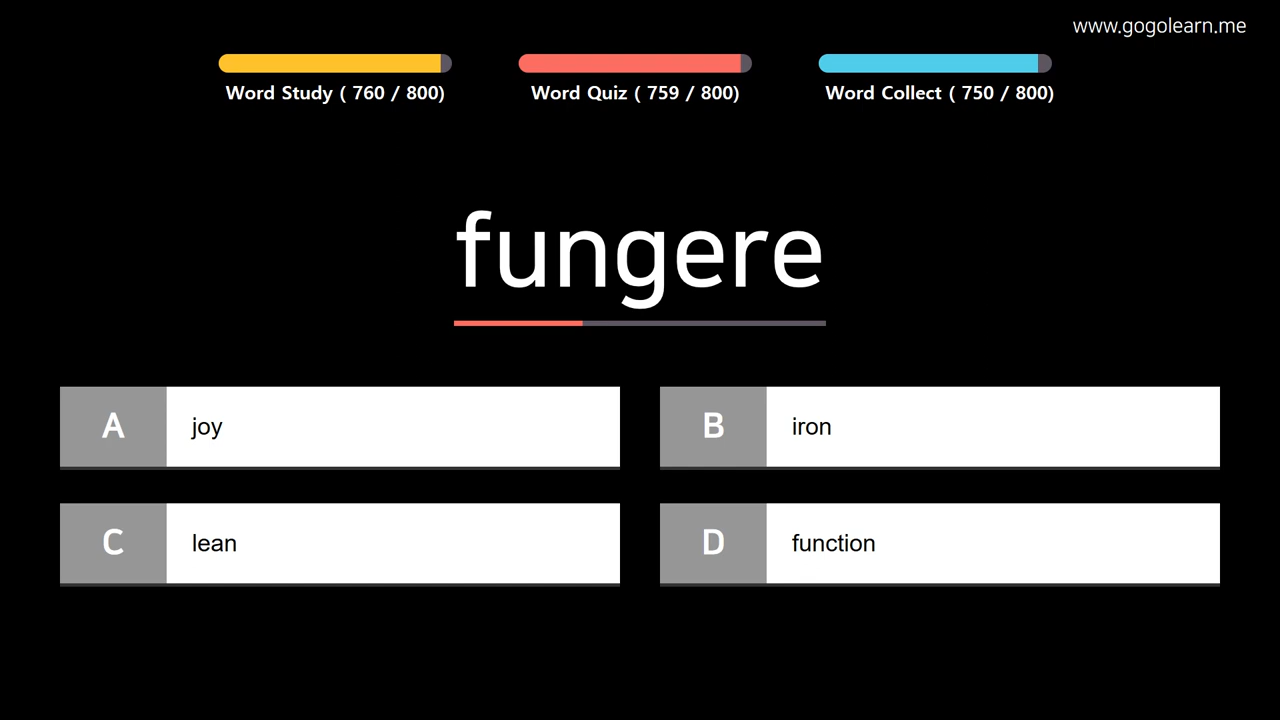 www.gogolearn.me
Word Study ( 760 / 800)
Word Quiz ( 759 / 800)
Word Collect ( 750 / 800)
fungere
A joy
B iron
C lean
D function